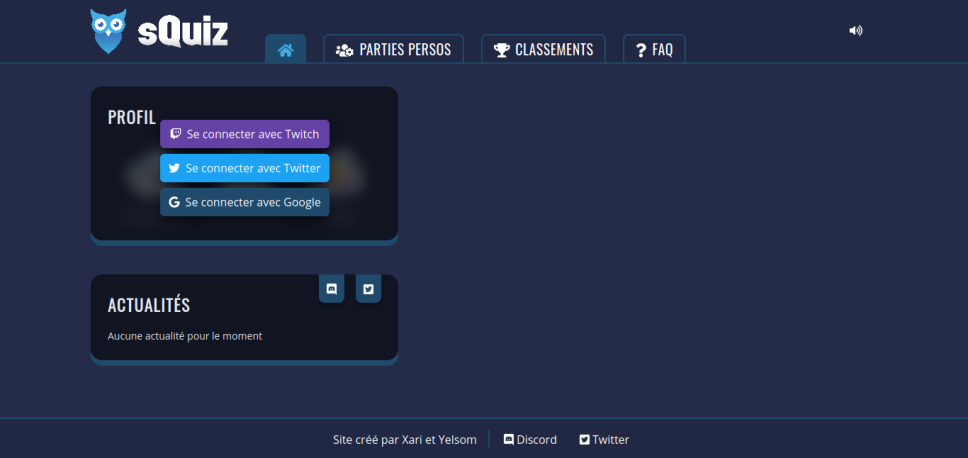 sQuiz
PARTIES PERSOS
CLASSEMENTS
FAQ
PROFIL
Se connecter avec Twitch
Se connecter avec Twitter
Se connecter avec Google
ACTUALITÉS
Aucune actualité pour le moment
Site créé par Xari et Yelsom
Discord
Twitter